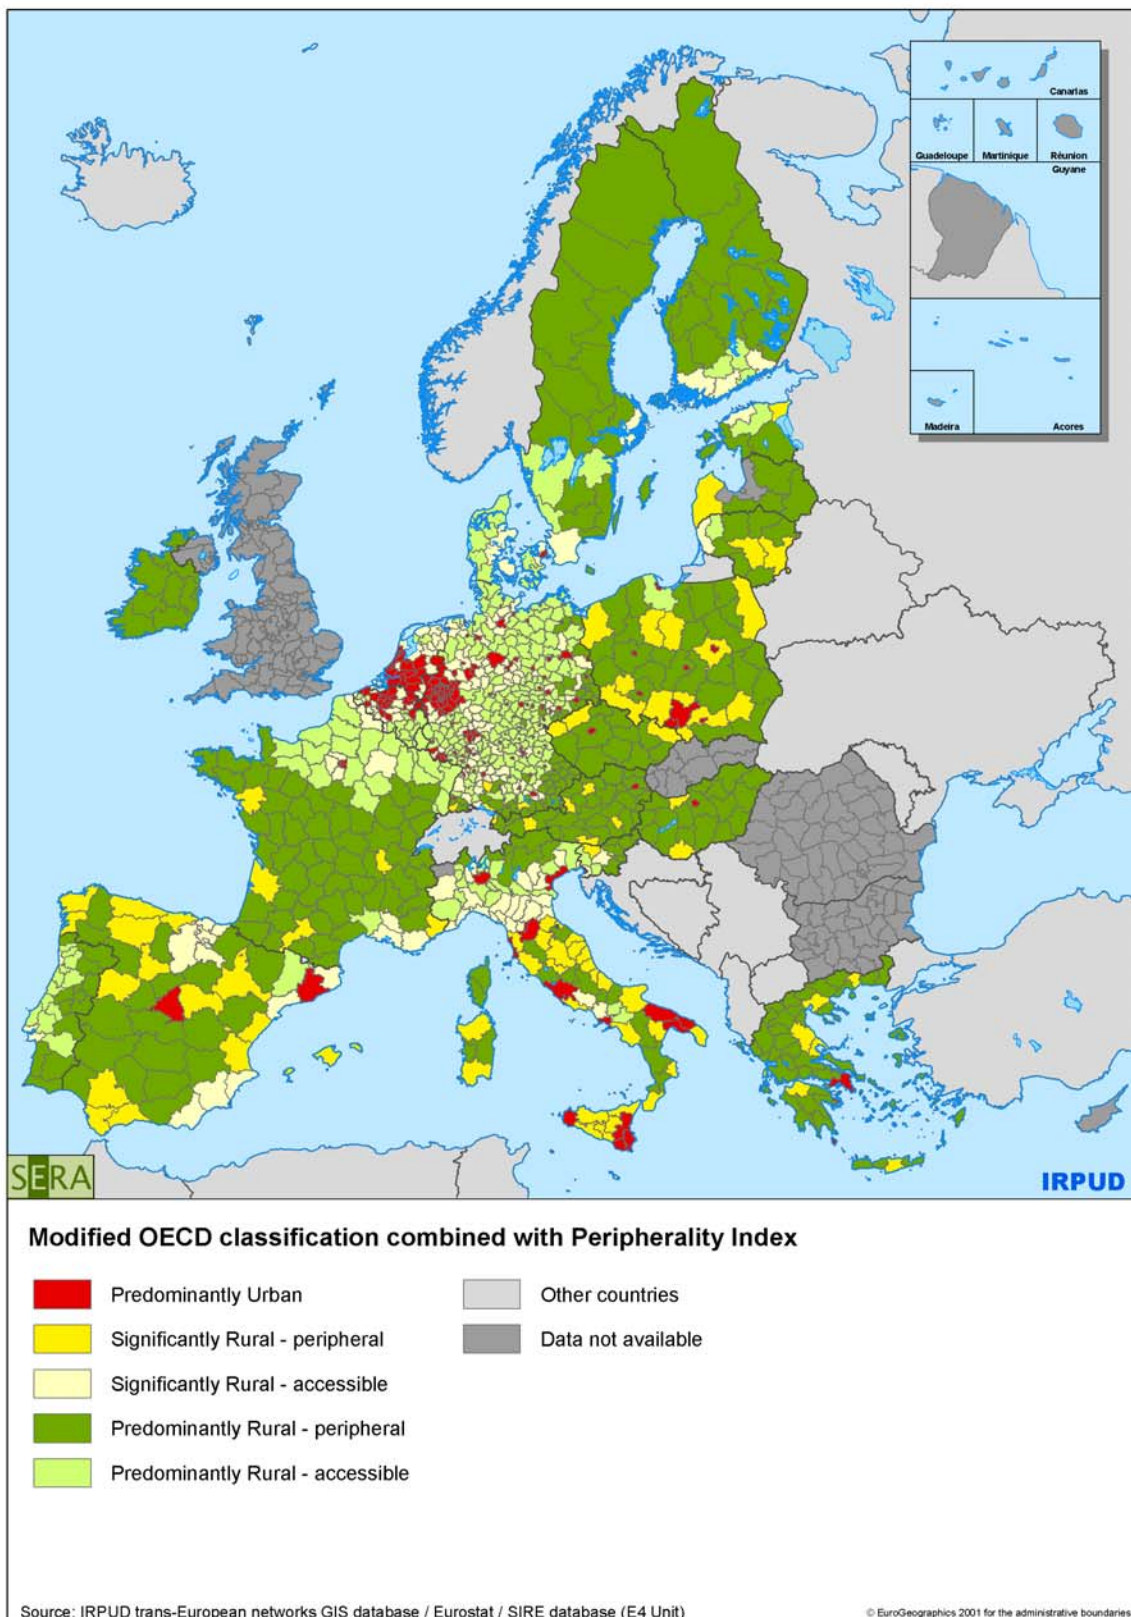 Canarias
Guadeloupe
Martinique
Réunion
Guyane
Madeira
Acores
SERA
IRPUD
Modified OECD classification combined with Peripherality Index
Predominantly Urban
Other countries
Significantly Rural - peripheral
Data not available
Significantly Rural - accessible
Predominantly Rural - peripheral
Predominantly Rural - accessible
Source: IRPUD trans-European networks GIS database / Eurostat / SIRE database (E4 Unit)
© EuroGeographics 2001 for the administrative boundaries